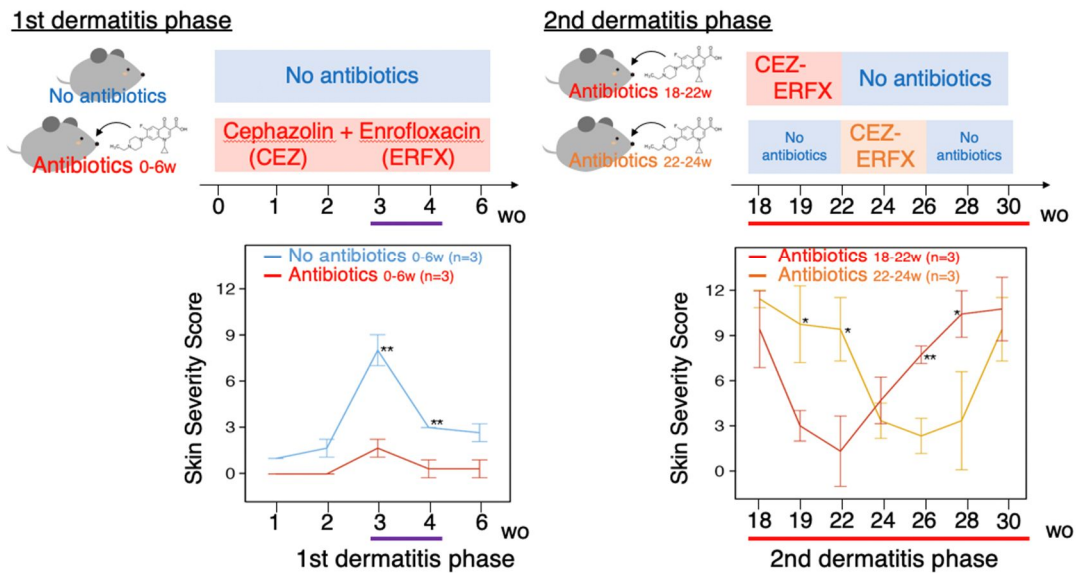 1st dermatitis phase
No antibiotics
Antibiotics 0-6w
No antibiotics
Cephazolin + Enrofloxacin
(CEZ) (ERFX)
0 1 2 3 4 6 wo
2nd dermatitis phase
Antibiotics 18-22w
Antibiotics 22-24w
CEZ-
ERFX
No antibiotics
No
antibiotics
CEZ-
ERFX
No
antibiotics
18 19 22 24 26 28 30 wo
No antibiotics 0-6w (n=3)
Antibiotics 0-6w (n=3)
Skin Severity Score
12
9
6
3
0
**
**
1 2 3 4 6 wo
1st dermatitis phase
Antibiotics 18-22w (n=3)
Antibiotics 22-24w (n=3)
Skin Severity Score
12
9
6
3
0
*
*
**
*
18 19 22 24 26 28 30 wo
2nd dermatitis phase